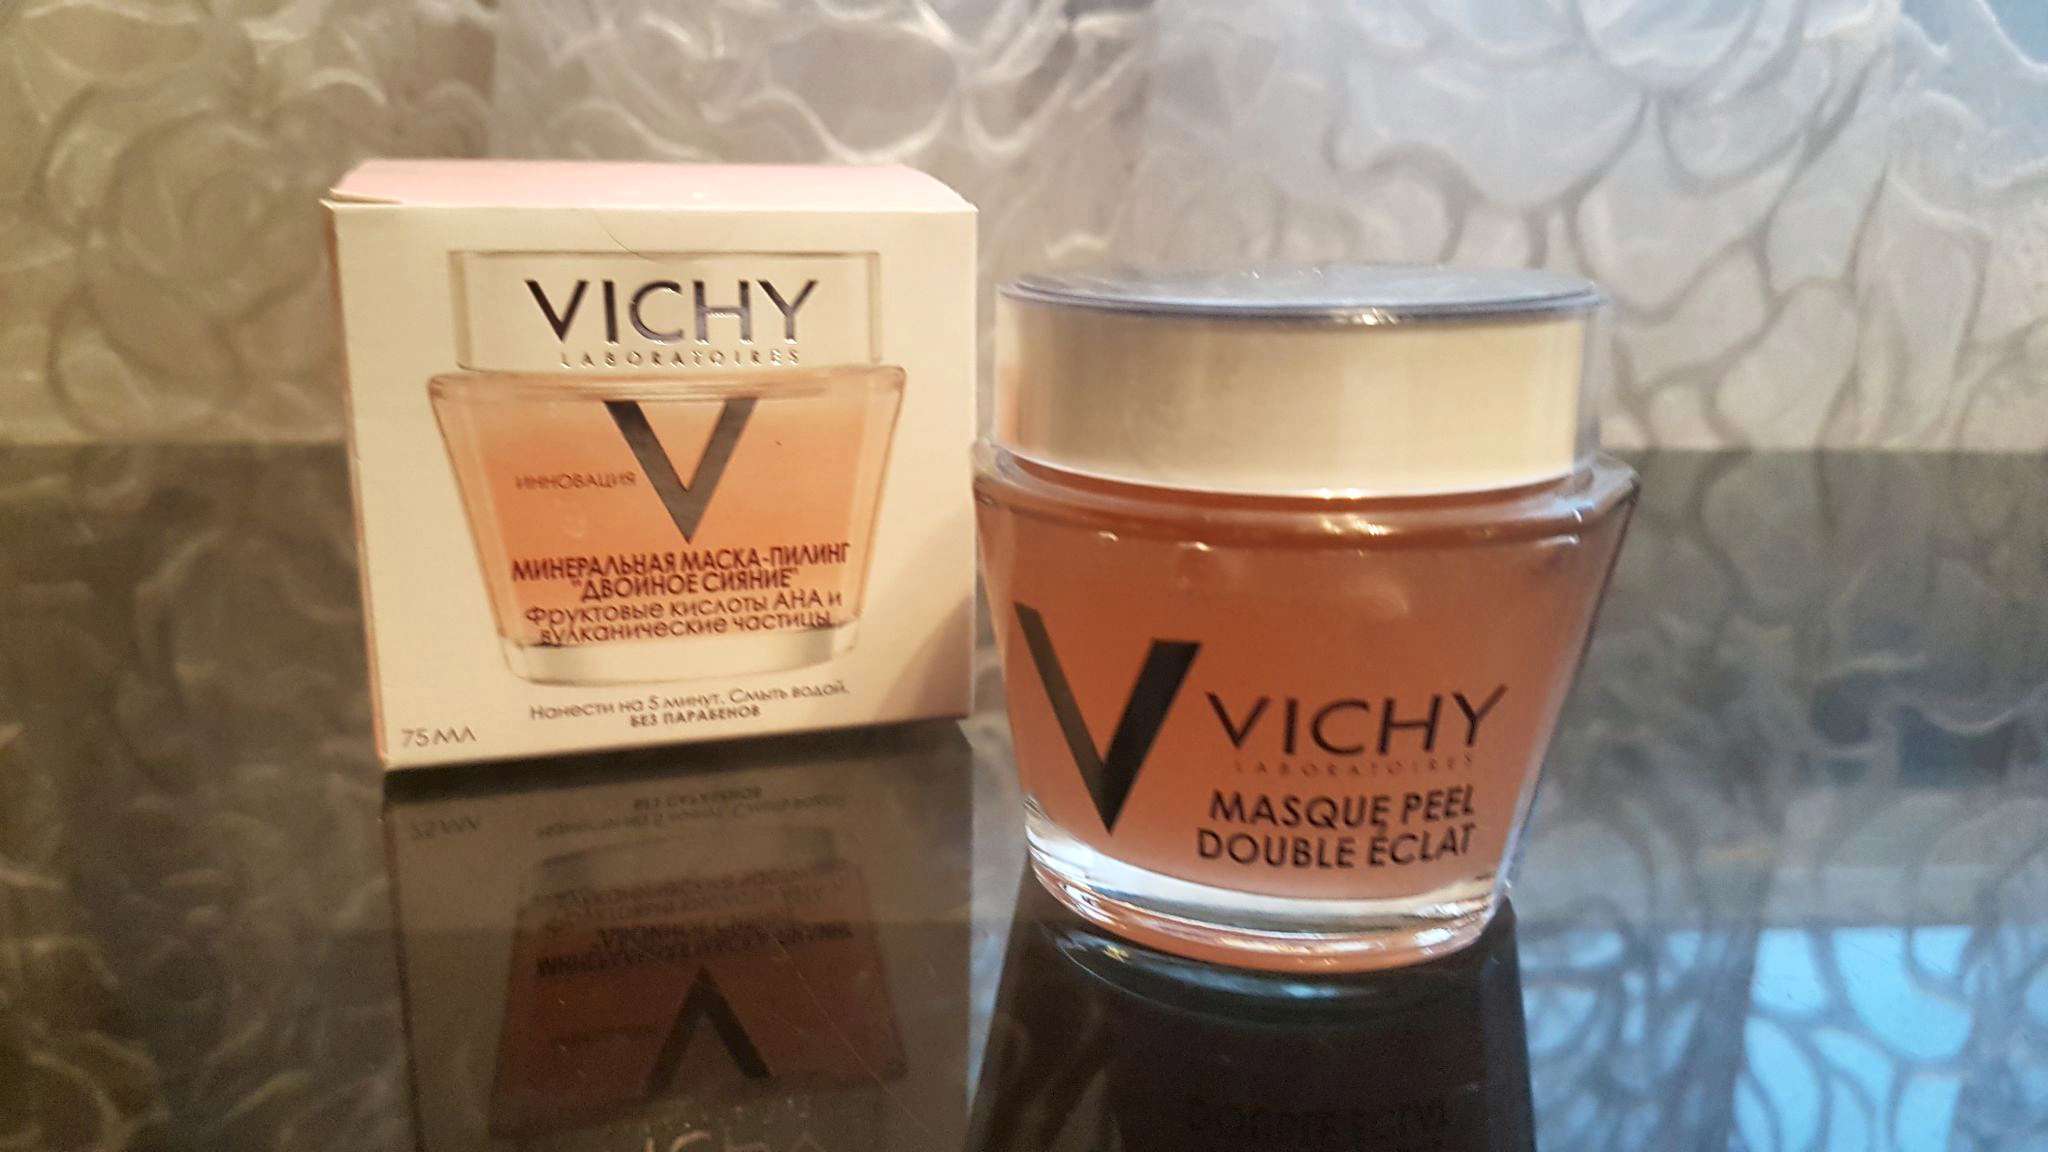 VICHY
LABORATOIRES
V
ИННОВАЦИЯ
МИНЕРАЛЬНАЯ МАСКА-ПИЛИНГ
"ДВОЙНОЕ СИЯНИЕ"
Фруктовые кислоты АНА и
вулканические частицы
Нанести на 5 минут. Смыть водой.
БЕЗ ПАРАБЕНОВ
75 МЛ
V
VICHY
LABORATOIRES
MASQUE PEEL
DOUBLE ÉCLAT